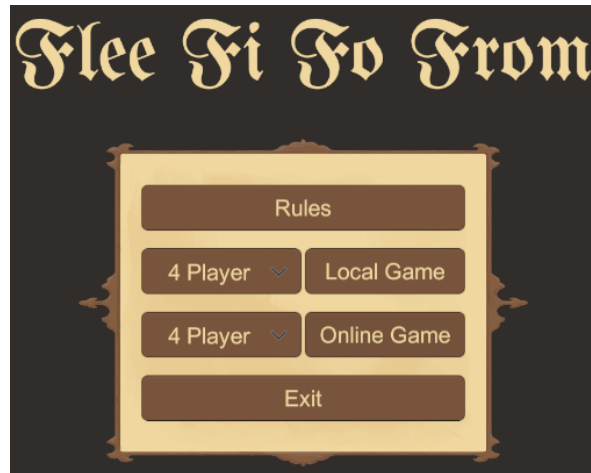 Flee Fi Fo From
Rules
4 Player Local Game
4 Player Online Game
Exit